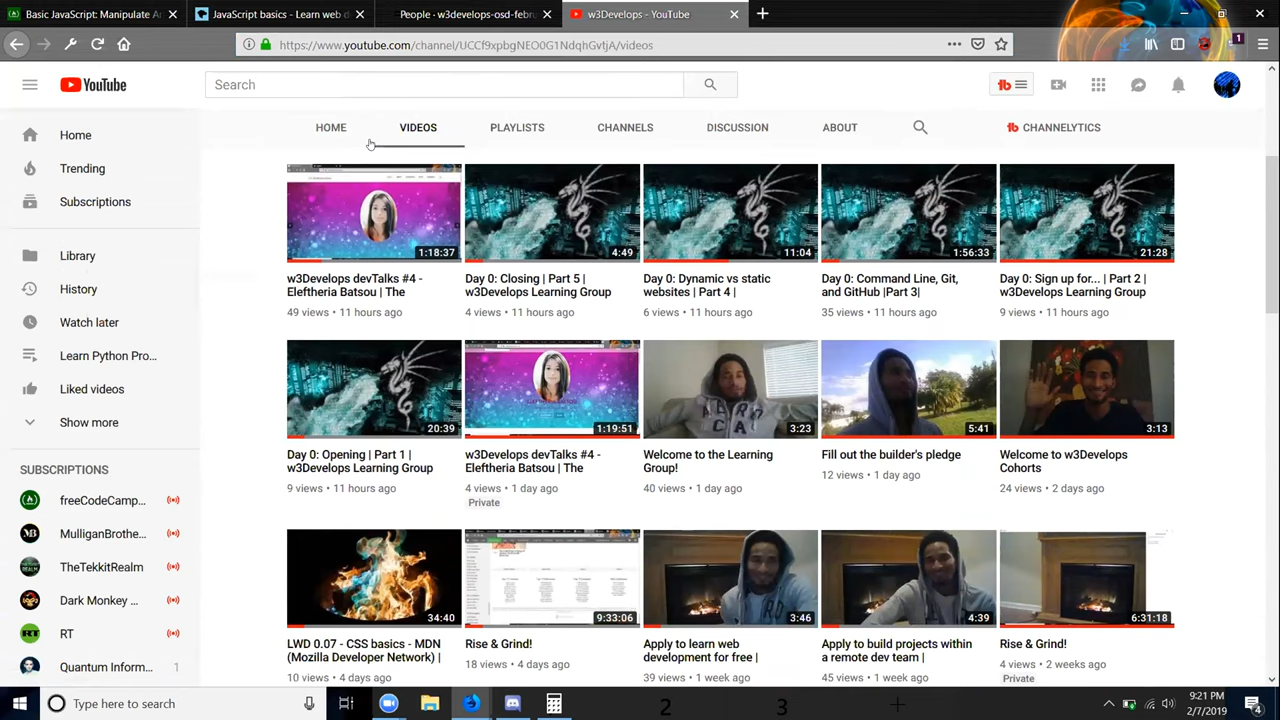 Basic JavaScript: Manipulate Ar
JavaScript basics - Learn web d
People - w3develops-osd-febru
w3Develops - YouTube
https://www.youtube.com/channel/UCCf9xpbgNEO0G1NdqhGvtjA/videos
1
YouTube
Search
HOME
VIDEOS
PLAYLISTS
CHANNELS
DISCUSSION
ABOUT
CHANNELYTICS
Home
Trending
Subscriptions
Library
History
Watch later
Learn Python Pro...
Liked videos
Show more
SUBSCRIPTIONS
freeCodeCamp...
MulliganBrothe...
TheTekkitRealm
Dark Monkey ...
RT
Quantum Inform...
1
1:18:37
4:49
11:04
1:56:33
21:28
w3Develops devTalks #4 -
Eleftheria Batsou | The
49 views • 11 hours ago
Day 0: Closing | Part 5 |
w3Develops Learning Group
4 views • 11 hours ago
Day 0: Dynamic vs static
websites | Part 4 |
6 views • 11 hours ago
Day 0: Command Line, Git,
and GitHub |Part 3|
35 views • 11 hours ago
Day 0: Sign up for... | Part 2 |
w3Develops Learning Group
9 views • 11 hours ago
20:39
1:19:51
3:23
5:41
3:13
Day 0: Opening | Part 1 |
w3Develops Learning Group
9 views • 11 hours ago
w3Develops devTalks #4 -
Eleftheria Batsou | The
4 views • 1 day ago
Private
Welcome to the Learning
Group!
40 views • 1 day ago
Fill out the builder's pledge
12 views • 1 day ago
Welcome to w3Develops
Cohorts
24 views • 2 days ago
34:40
9:33:06
3:46
4:39
6:31:18
LWD 0.07 - CSS basics - MDN
(Mozilla Developer Network) |
10 views • 4 days ago
Rise & Grind!
18 views • 4 days ago
Apply to learn web
development for free |
39 views • 1 week ago
Apply to build projects within
a remote dev team |
45 views • 1 week ago
Rise & Grind!
4 views • 2 weeks ago
Private
Type here to search
2
3
9:21 PM
2/7/2019
4